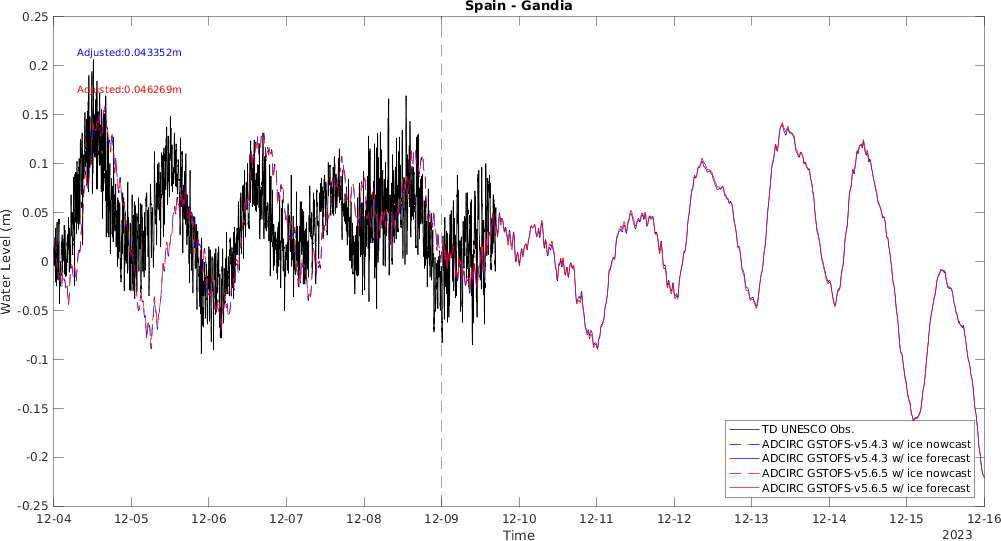 Spain - Gandia
0.25
0.2
0.15
0.1
0.05
0
-0.05
-0.1
-0.15
-0.2
-0.25
Water Level (m)
Adjusted:0.043352m
Adjusted:0.046269m
TD UNESCO Obs.
ADCIRC GSTOFS-v5.4.3 w/ ice nowcast
ADCIRC GSTOFS-v5.4.3 w/ ice forecast
ADCIRC GSTOFS-v5.6.5 w/ ice nowcast
ADCIRC GSTOFS-v5.6.5 w/ ice forecast
12-04 12-05 12-06 12-07 12-08 12-09 12-10 12-11 12-12 12-13 12-14 12-15 12-16
Time
2023